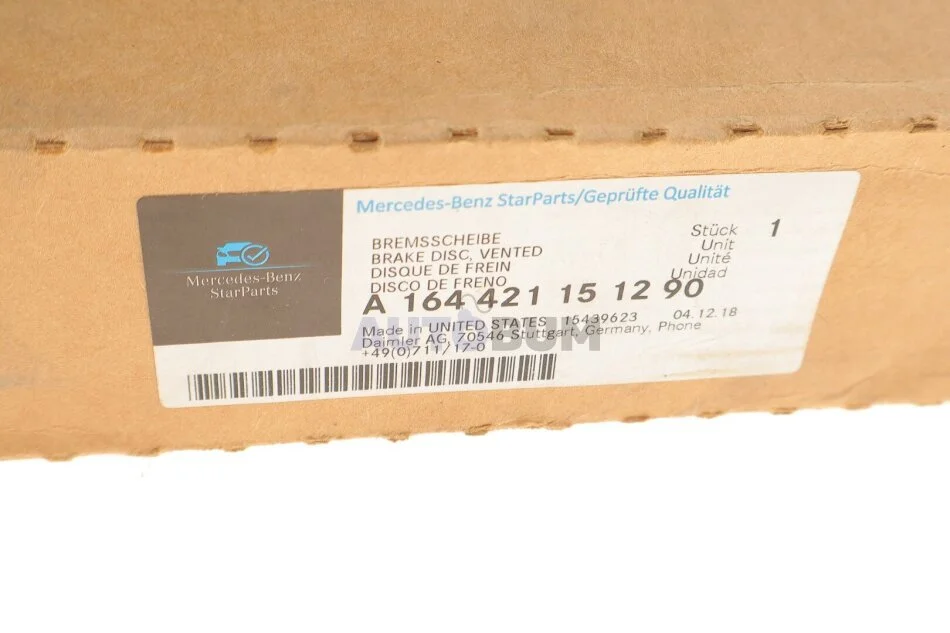 Mercedes-Benz StarParts/Geprüfte Qualität
Mercedes-Benz
StarParts
BREMSSCHEIBE
BRAKE DISC, VENTED
DISQUE DE FREIN
DISCO DE FRENO
Stück 1
Unit
Unité
Unidad
A 164 421 15 12 90
Made in UNITED STATES 15439623 04.12.18
Daimler AG, 70546 Stuttgart, Germany, Phone
+49(0)711/17-0
AUTOBUM